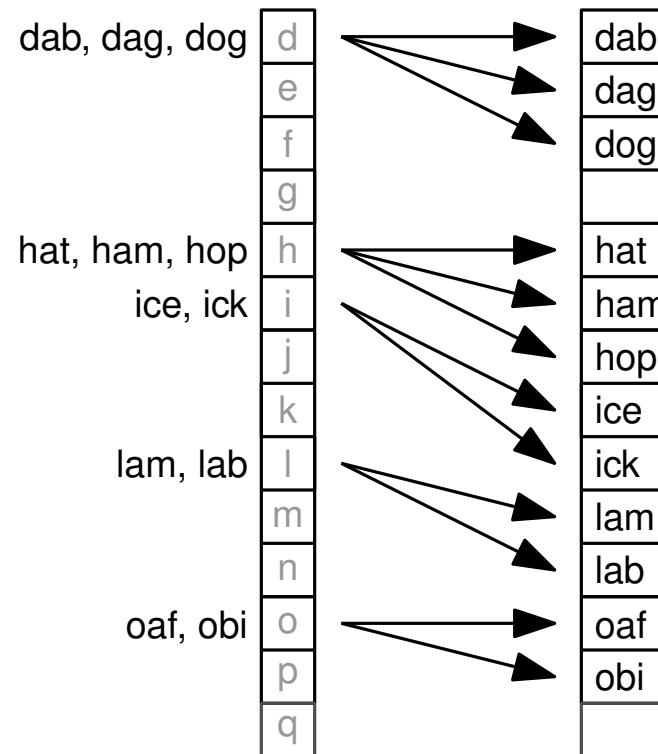 dab, dag, dog d dab
e dag
f dog
g
hat, ham, hop h hat
ice, ick i ham
j hop
k ice
lam, lab l ick
m lam
n lab
oaf, obi o oaf
p obi
q